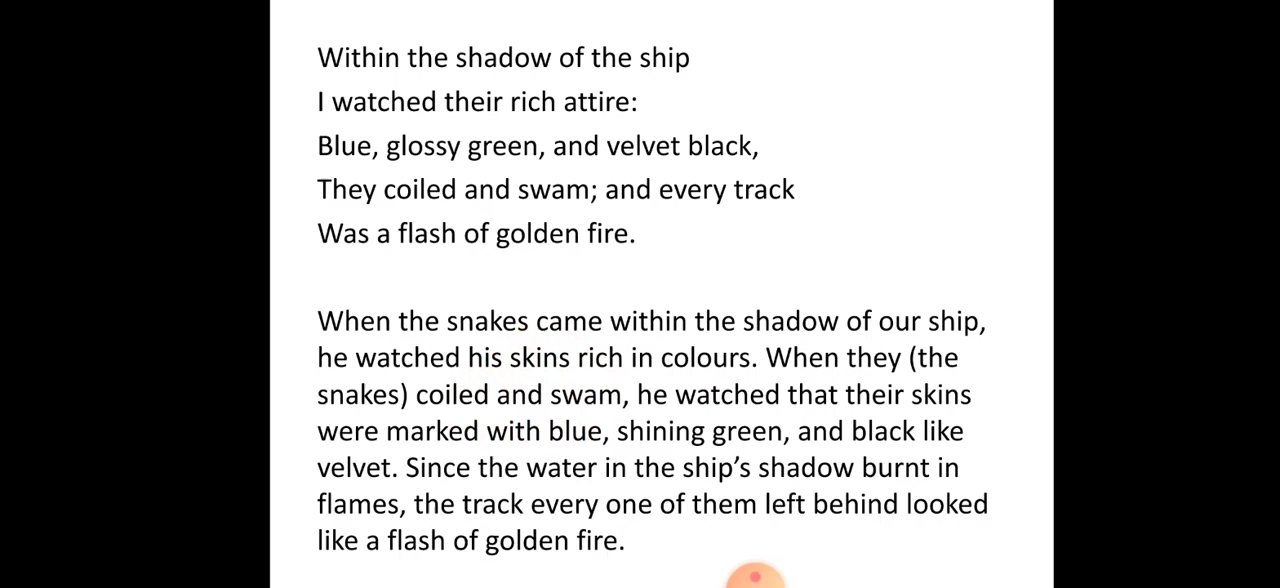 Within the shadow of the ship
I watched their rich attire:
Blue, glossy green, and velvet black,
They coiled and swam; and every track
Was a flash of golden fire.
When the snakes came within the shadow of our ship,
he watched his skins rich in colours. When they (the
snakes) coiled and swam, he watched that their skins
were marked with blue, shining green, and black like
velvet. Since the water in the ship’s shadow burnt in
flames, the track every one of them left behind looked
like a flash of golden fire.